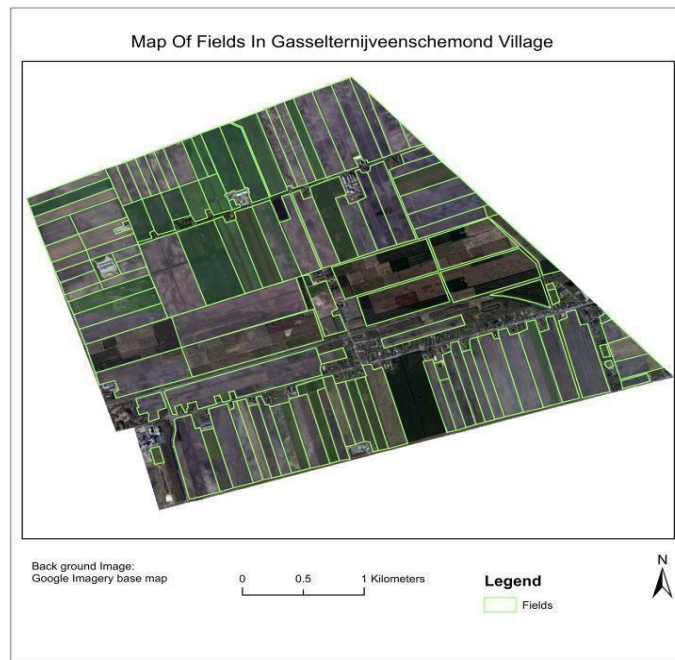 Map Of Fields In Gasselternijveenschemond Village
Back ground Image:
Google Imagery base map
0 0.5 1 Kilometers
Legend
Fields
N